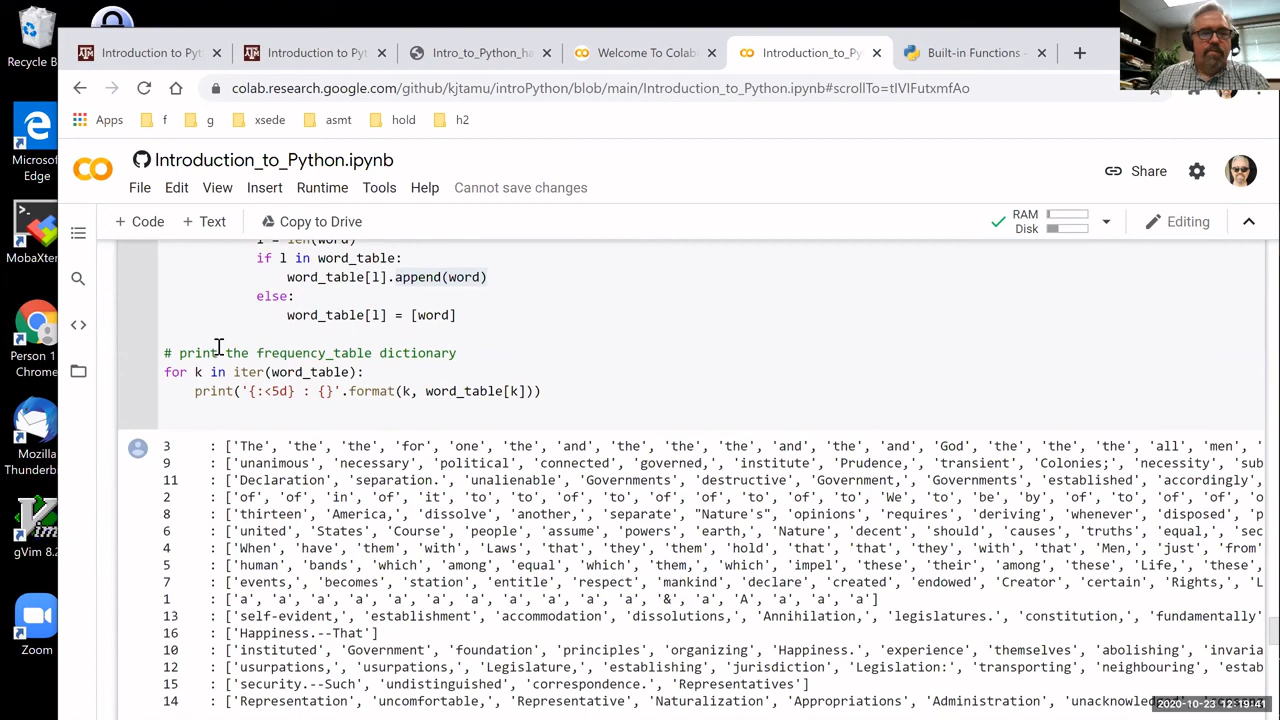 Recycle B
Introduction to Pyt
Introduction to Pyt
Intro_to_Pytho
Welcome To Colab
Introduction_to_Py
Built-in Functions -
colab.research.google.com/github/kjtami/introPython/blob/main/Introduction_to_Python.ipynb#scrollTo=tIVlFutxmfAo
Apps f g xsede asmt hold h2
Microsof
Edge
Introduction_to_Python.ipynb
Share
File Edit View Insert Runtime Tools Help Cannot save changes
+ Code + Text Copy to Drive
RAM
Disk
Editing
MobaXter
l = len(word)
if l in word_table:
word_table[l].append(word)
else:
word_table[l] = [word]
# print the frequency_table dictionary
for k in iter(word_table):
print('{:<5d} : {}'.format(k, word_table[k]))
Person 1
Chrome
Mozilla
Thunderb
gVim 8.2
Zoom
3 : ['The', 'the', 'the', 'for', 'one', 'the', 'and', 'the', 'the', 'the', 'and', 'the', 'and', 'God', 'the', 'the', 'the', 'all', 'men', '
9 : ['unanimous', 'necessary', 'political', 'connected', 'governed,', 'institute', 'Prudence,', 'transient', 'Colonies;', 'necessity', 'sub
11 : ['Declaration', 'separation.', 'unalienable', 'Governments', 'destructive', 'Government,', 'Governments', 'established', 'accordingly'
2 : ['of', 'of', 'in', 'of', 'it', 'to', 'to', 'of', 'to', 'of', 'of', 'to', 'of', 'to', 'We', 'to', 'be', 'by', 'of', 'to', 'of', 'of', 'o
8 : ['thirteen', 'America,', 'dissolve', 'another,', 'separate', "Nature's", 'opinions', 'requires', 'deriving', 'whenever', 'disposed', 'p
6 : ['united', 'States', 'Course', 'people', 'assume', 'powers', 'earth,', 'Nature', 'decent', 'should', 'causes', 'truths', 'equal,', 'sec
4 : ['When', 'have', 'them', 'with', 'Laws', 'that', 'they', 'them', 'hold', 'that', 'that', 'they', 'with', 'that', 'Men,', 'just', 'from'
5 : ['human', 'bands', 'which', 'among', 'equal', 'which', 'them,', 'which', 'impel', 'these', 'their', 'among', 'these', 'Life,', 'these',
7 : ['events,', 'becomes', 'station', 'entitle', 'respect', 'mankind', 'declare', 'created', 'endowed', 'Creator', 'certain', 'Rights,', 'L
1 : ['a', 'a', 'a', 'a', 'a', 'a', 'a', 'a', 'a', 'a', 'a', '&', 'a', 'A', 'a', 'a', 'a']
13 : ['self-evident,', 'establishment', 'accommodation', 'dissolutions,', 'Annihilation,', 'legislatures.', 'constitution,', 'fundamentally'
16 : ['Happiness.--That']
10 : ['instituted', 'Government', 'foundation', 'principles', 'organizing', 'Happiness.', 'experience', 'themselves', 'abolishing', 'invaria
12 : ['usurpations,', 'usurpations,', 'Legislature,', 'establishing', 'jurisdiction', 'Legislation:', 'transporting', 'neighbouring', 'estab
15 : ['security.--Such', 'undistinguished', 'correspondence.', 'Representatives']
14 : ['Representation', 'uncomfortable,', 'Representative', 'Naturalization', 'Appropriations', 'Administration', 'unacknowled
2020-10-23 12:19:41